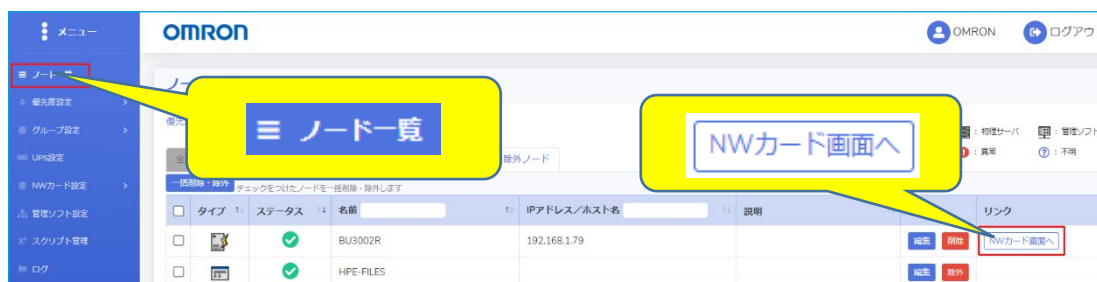 メニュー
OMRON
OMRON
ログアウ
ノード一覧
ノー
優先度設定
グループ設定
UPS設定
NWカード設定
管理ソフト設定
スクリプト管理
ログ
ノード一覧
NWカード画面へ
優先
: 物理サーバ
: 管理ソフト
: 異常
: 不明
全
除外ノード
一括削除・除外 チェックをつけたノードを一括削除・除外します
タイプ ステータス 名前 IPアドレス/ホスト名 説明 リンク
BU3002R 192.168.1.79 編集 削除 NWカード画面へ
HPE-FILES 編集 除外